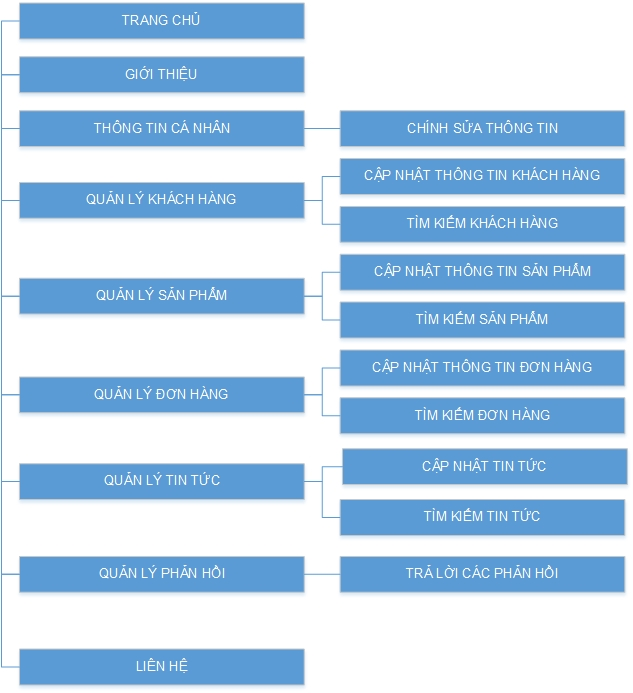 TRANG CHỦ
GIỚI THIỆU
THÔNG TIN CÁ NHÂN
CHỈNH SỬA THÔNG TIN
QUẢN LÝ KHÁCH HÀNG
CẬP NHẬT THÔNG TIN KHÁCH HÀNG
TÌM KIẾM KHÁCH HÀNG
QUẢN LÝ SẢN PHẨM
CẬP NHẬT THÔNG TIN SẢN PHẨM
TÌM KIẾM SẢN PHẨM
QUẢN LÝ ĐƠN HÀNG
CẬP NHẬT THÔNG TIN ĐƠN HÀNG
TÌM KIẾM ĐƠN HÀNG
QUẢN LÝ TIN TỨC
CẬP NHẬT TIN TỨC
TÌM KIẾM TIN TỨC
QUẢN LÝ PHẢN HỒI
TRẢ LỜI CÁC PHẢN HỒI
LIÊN HỆ